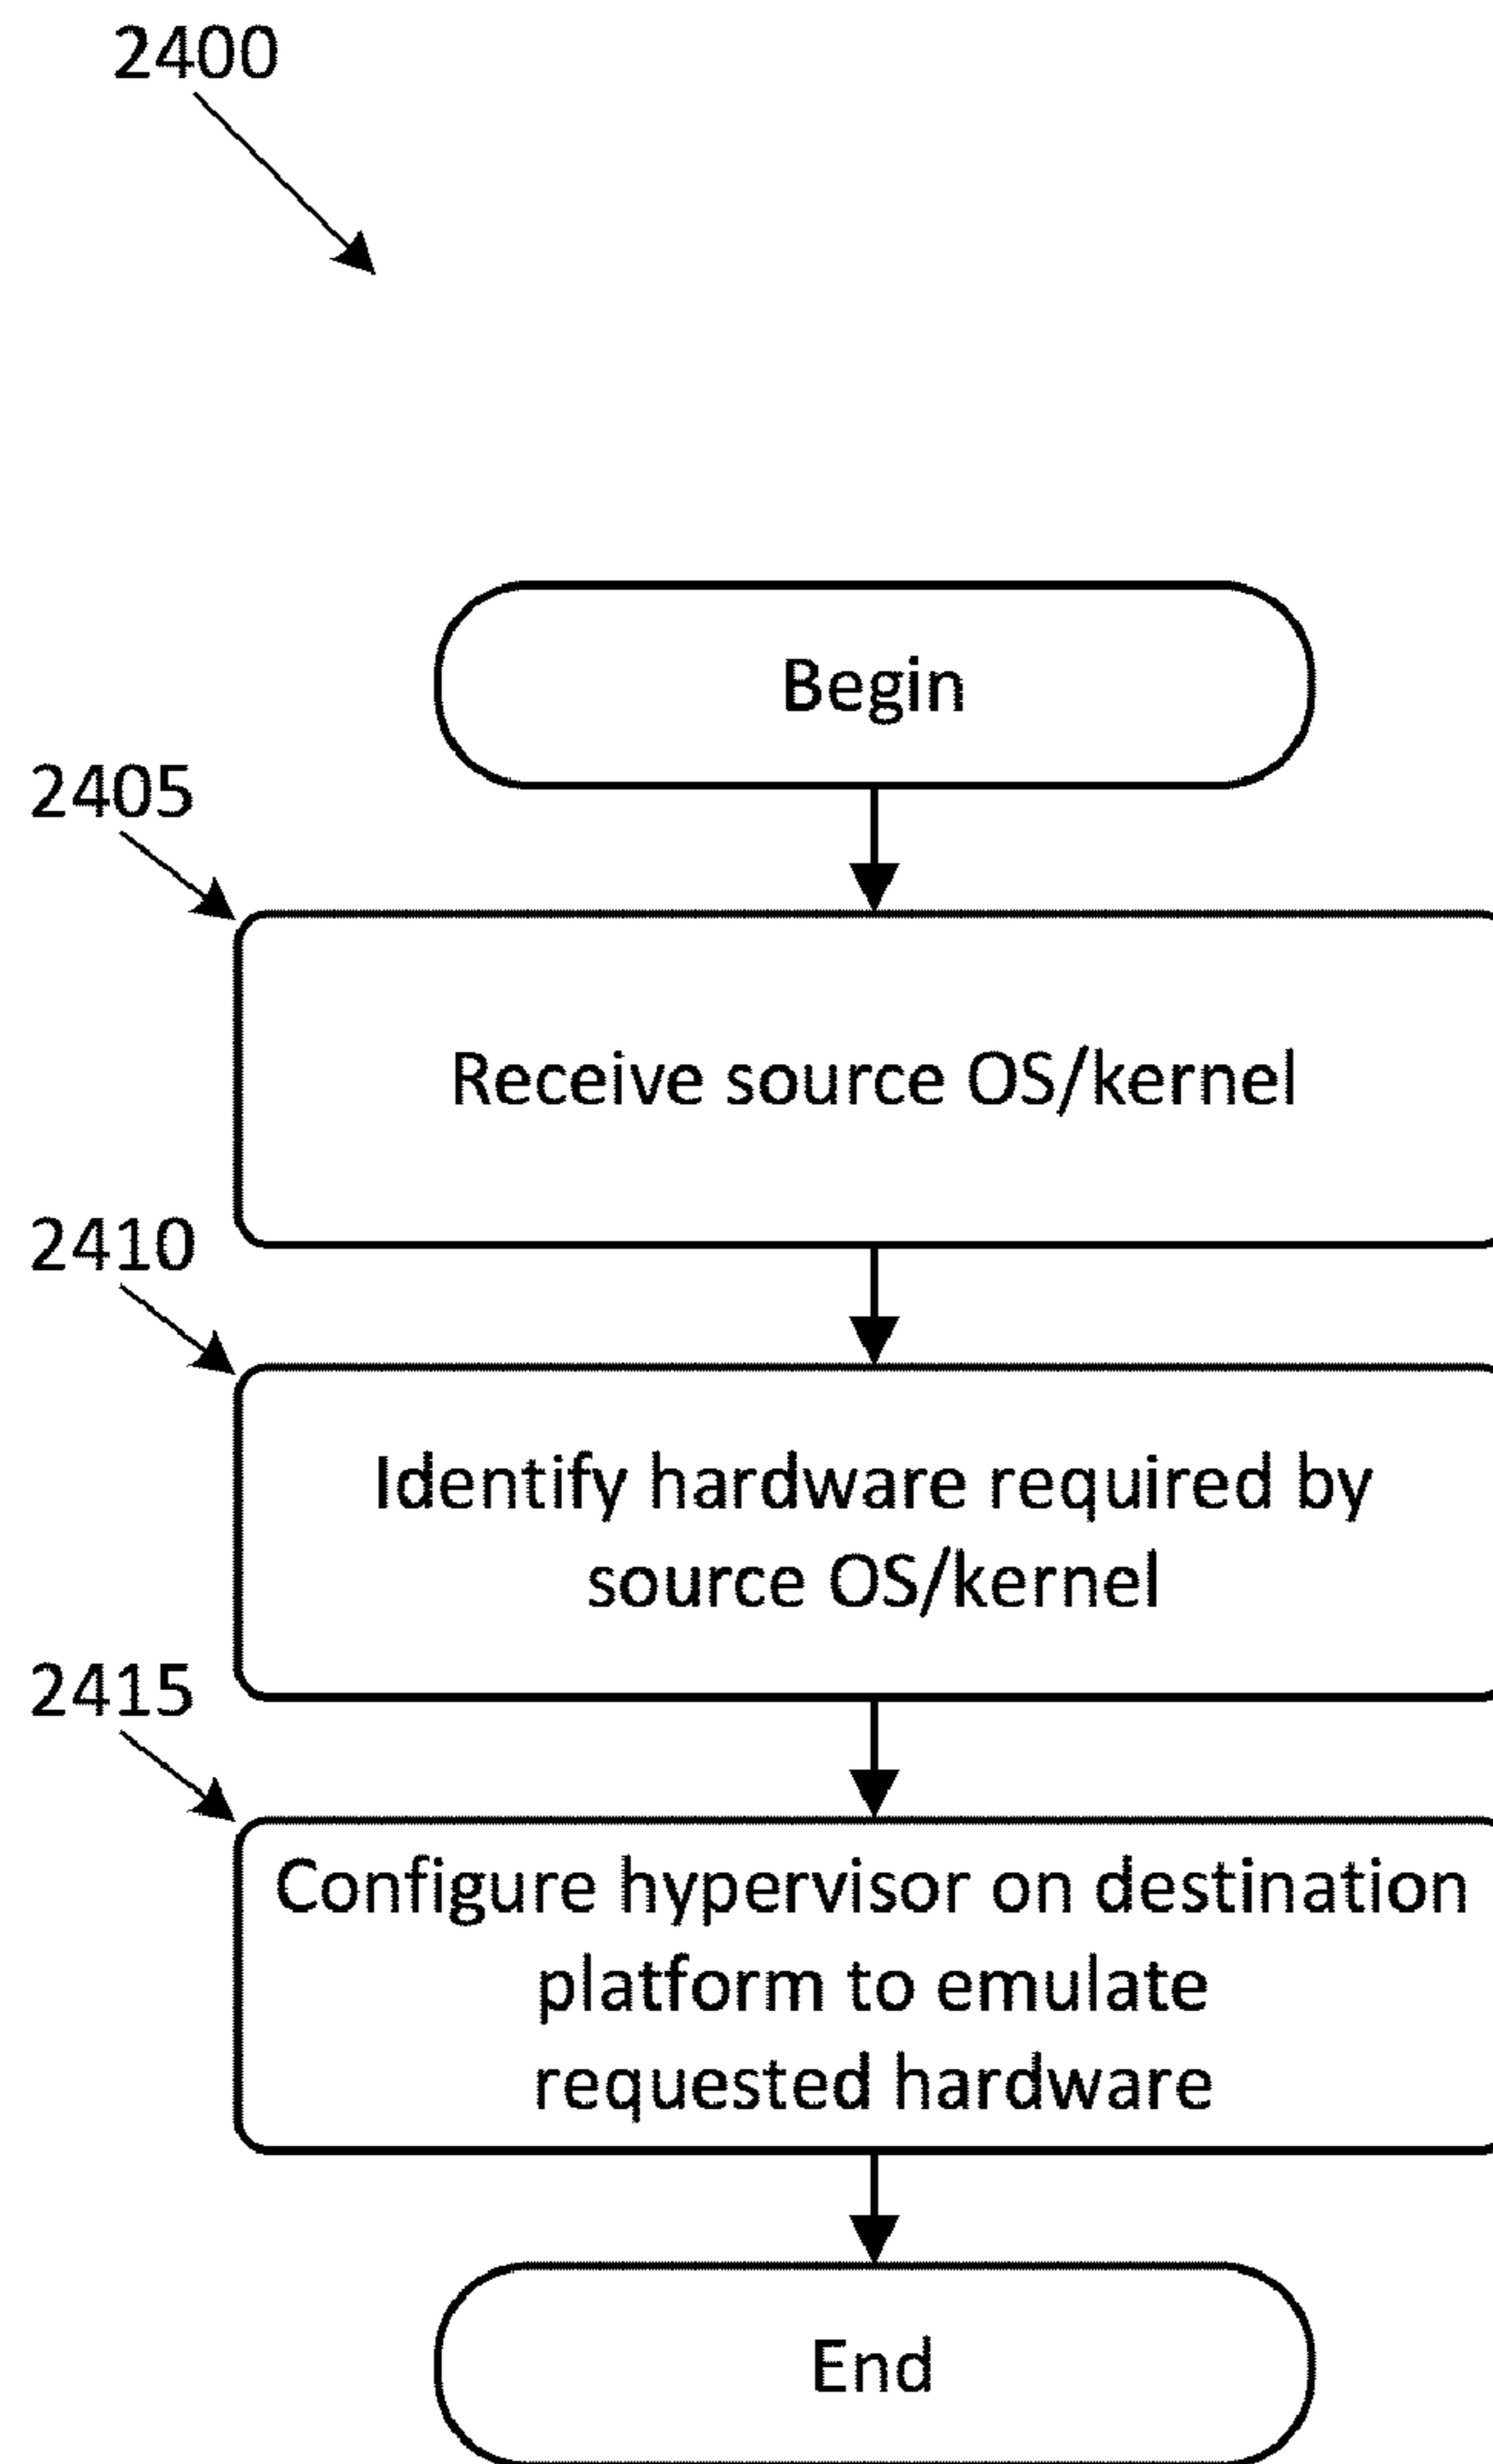 2400
Begin
2405
Receive source OS/kernel
2410
Identify hardware required by
source OS/kernel
2415
Configure hypervisor on destination
platform to emulate
requested hardware
End